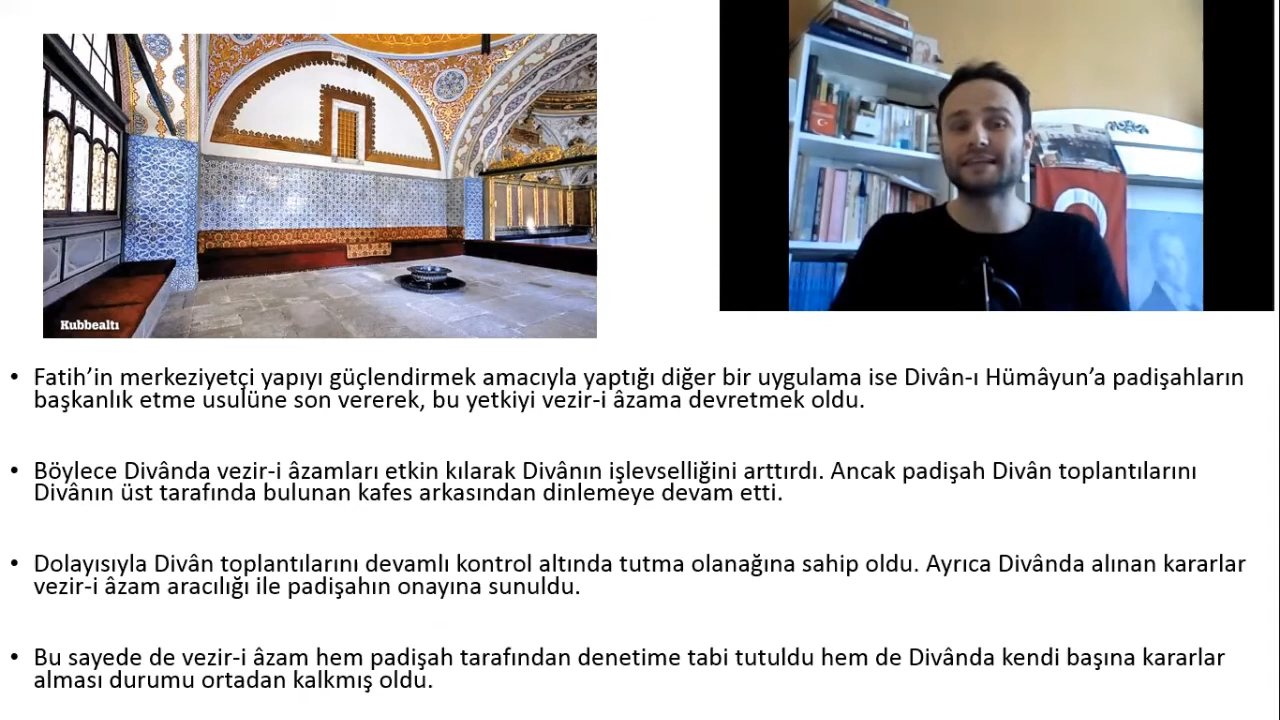 Kubbealtı
• Fatih’in merkeziyetçi yapıyı güçlendirmek amacıyla yaptığı diğer bir uygulama ise Divân-ı Hümâyun’a padişahların
başkanlık etme usulüne son vererek, bu yetkiyi vezir-i âzama devretmek oldu.
• Böylece Divânda vezir-i âzamları etkin kılarak Divânın işlevselliğini arttırdı. Ancak padişah Divân toplantılarını
Divânın üst tarafında bulunan kafes arkasından dinlemeye devam etti.
• Dolayısıyla Divân toplantılarını devamlı kontrol altında tutma olanağına sahip oldu. Ayrıca Divânda alınan kararlar
vezir-i âzam aracılığı ile padişahın onayına sunuldu.
• Bu sayede de vezir-i âzam hem padişah tarafından denetime tabi tutuldu hem de Divânda kendi başına kararlar
alması durumu ortadan kalkmış oldu.